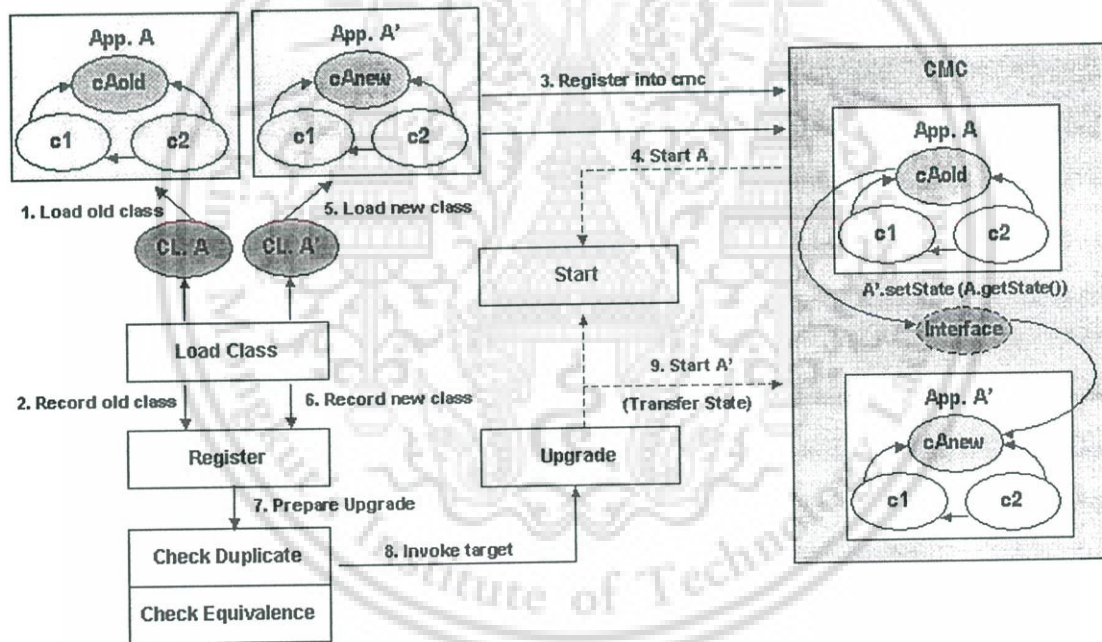 App. A
cAold
c1
c2
App. A'
cAnew
c1
c2
3. Register into cmc
4. Start A
CMC
App. A
cAold
c1
c2
A'.setState (A.getState())
Interface
App. A'
cAnew
c1
c2
1. Load old class
5. Load new class
CL. A
CL. A'
Start
Load Class
9. Start A'
(Transfer State)
2. Record old class
6. Record new class
Register
Upgrade
7. Prepare Upgrade
Check Duplicate
8. Invoke target
Check Equivalence
Institute of Technology